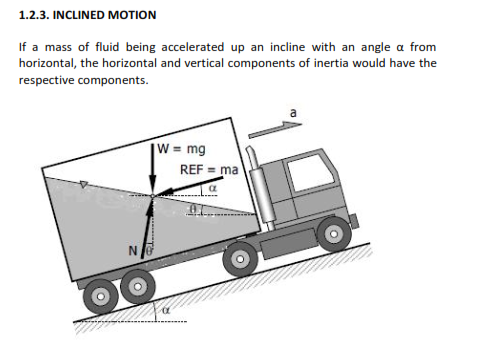 1.2.3. INCLINED MOTION
If a mass of fluid being accelerated up an incline with an angle α from
horizontal, the horizontal and vertical components of inertia would have the
respective components.
a
W = mg
REF = ma
α
θ
N
θ
α